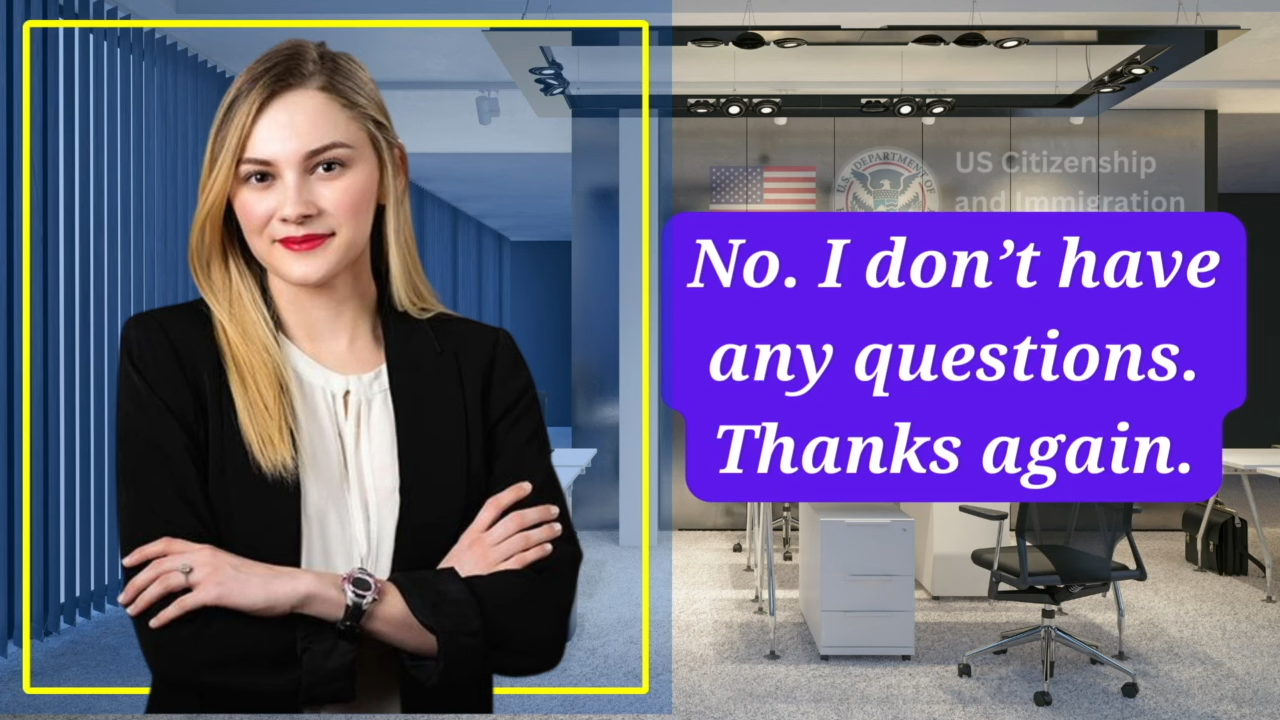 U.S. DEPARTMENT OF
US Citizenship
and Immigration
No. I don’t have
any questions.
Thanks again.